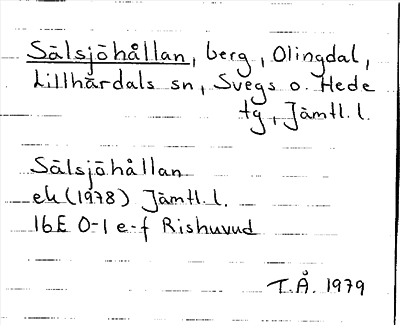 Sälsjöhållan, berg, Olingdal,
Lillhärdals sn, Svegs o. Hede
tg, Jämtl. l.
Sälsjöhållan
ek (1978) Jämtl. l.
16E 0-1 e-f Rishuvud
T.Å. 1979